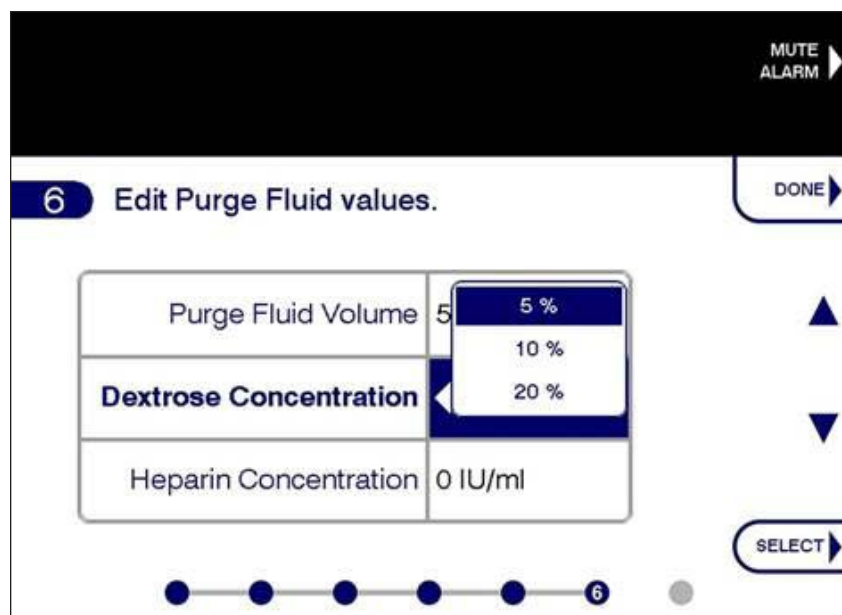 MUTE
ALARM
DONE
6 Edit Purge Fluid values.
Purge Fluid Volume 5
5 %
10 %
20 %
Dextrose Concentration
Heparin Concentration 0 IU/ml
SELECT
6